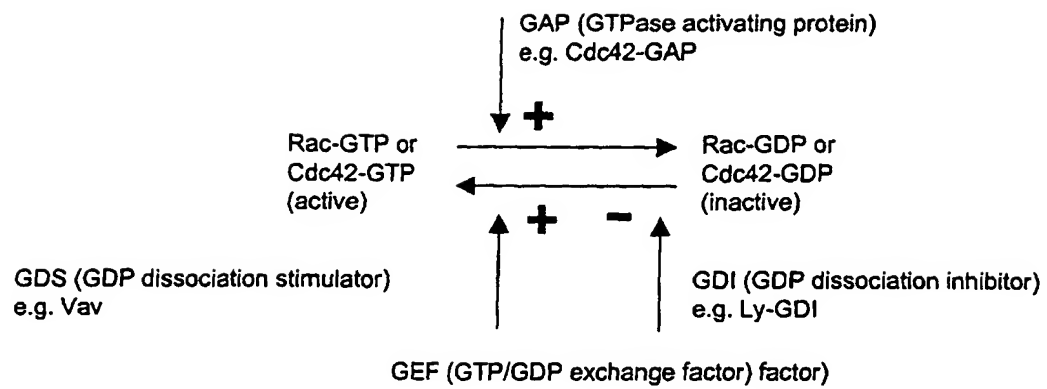 GAP (GTPase activating protein)
e.g. Cdc42-GAP
+
Rac-GTP or
Cdc42-GTP
(active)
Rac-GDP or
Cdc42-GDP
(inactive)
+ −
GDS (GDP dissociation stimulator)
e.g. Vav
GDI (GDP dissociation inhibitor)
e.g. Ly-GDI
GEF (GTP/GDP exchange factor) factor)